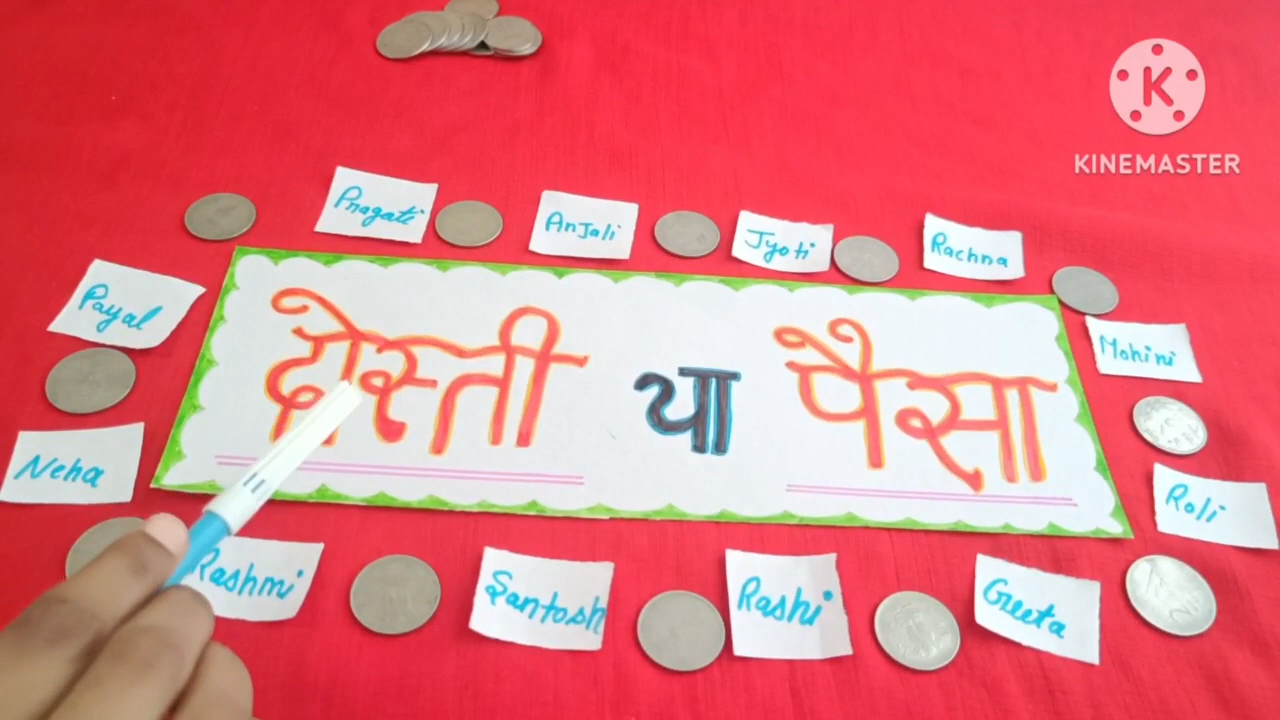 K
KINEMASTER
Pragati
Anjali
Jyoti
Rachna
Payal
Mohini
दोस्ती या पैसा
Neha
Roli
Rashmi
Santosh
Rashi
Geeta